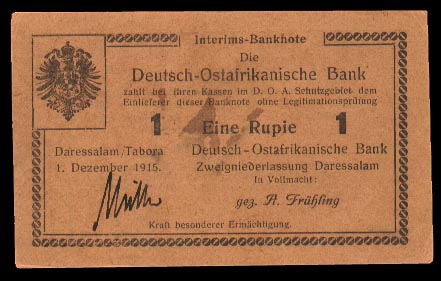 Interims-Banknote
Die
Deutsch-Ostafrikanische Bank
zahlt bei ihren Kassen im D. O. A. Schutzgebiet dem
Einlieferer dieser Banknote ohne Legitimationsprüfung
1 Eine Rupie 1
Daressalam/Tabora
1. Dezember 1915.
Deutsch-Ostafrikanische Bank
Zweigniederlassung Daressalam
In Vollmacht:
gez. A. Frühling
Kraft besonderer Ermächtigung.